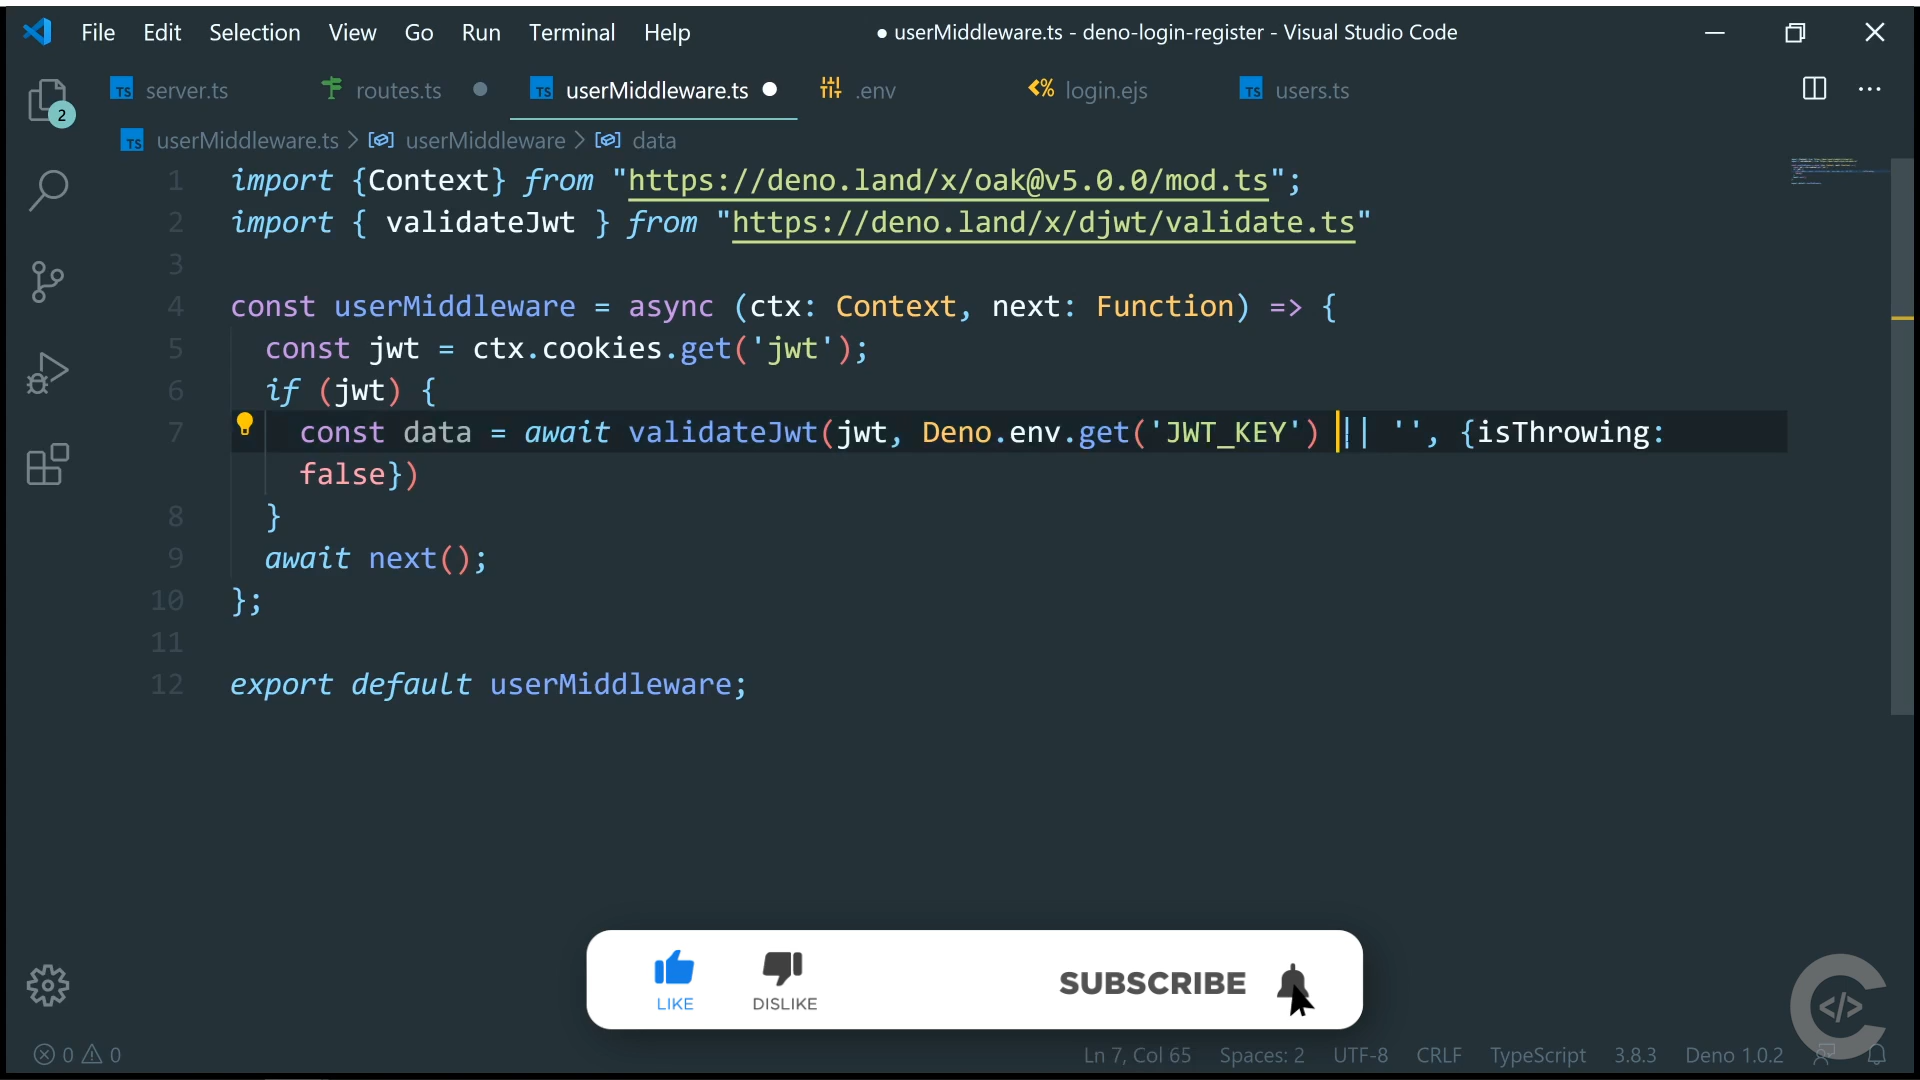 File Edit Selection View Go Run Terminal Help ● userMiddleware.ts - deno-login-register - Visual Studio Code
2
TS server.ts routes.ts TS userMiddleware.ts .env <% login.ejs TS users.ts
TS userMiddleware.ts > userMiddleware > data
1 import {Context} from "https://deno.land/x/oak@v5.0.0/mod.ts";
2 import { validateJwt } from "https://deno.land/x/djwt/validate.ts"
3
4 const userMiddleware = async (ctx: Context, next: Function) => {
5 const jwt = ctx.cookies.get('jwt');
6 if (jwt) {
7 const data = await validateJwt(jwt, Deno.env.get('JWT_KEY') || '', {isThrowing:
false})
8 }
9 await next();
10 };
11
12 export default userMiddleware;
LIKE DISLIKE SUBSCRIBE
</>
0 0 Ln 7, Col 65 Spaces: 2 UTF-8 CRLF TypeScript 3.8.3 Deno 1.0.2